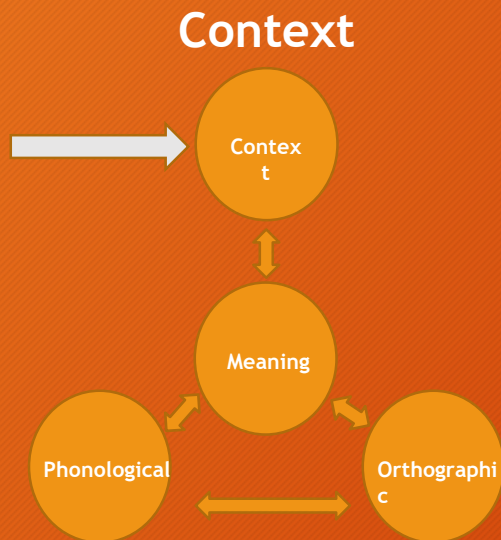 Context
Contex
t
Meaning
Phonological
Orthographi
c